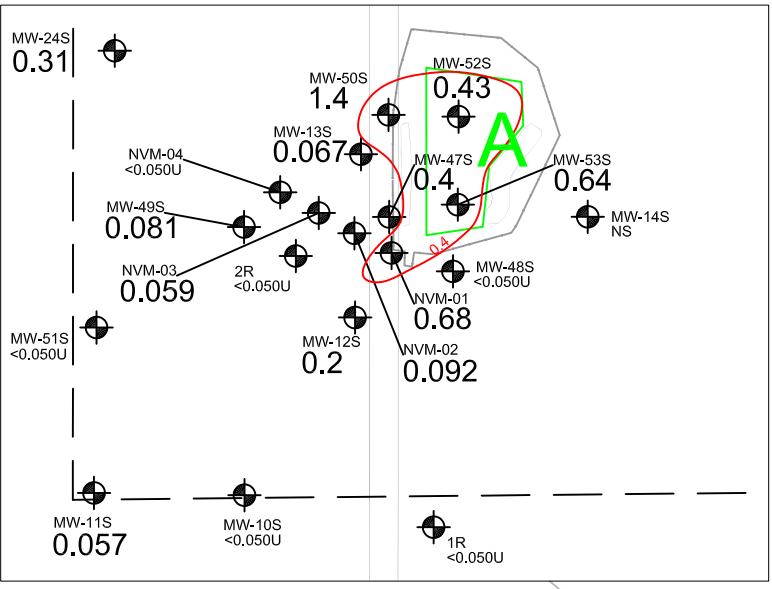 MW-24S
0.31
MW-50S
1.4
MW-52S
0.43
A
MW-13S
0.067
NVM-04
<0.050U
MW-47S
0.4
MW-53S
0.64
MW-49S
0.081
MW-14S
NS
NVM-03
0.059
2R
<0.050U
0.4
MW-48S
<0.050U
NVM-01
0.68
MW-51S
<0.050U
MW-12S
0.2
NVM-02
0.092
MW-11S
0.057
MW-10S
<0.050U
1R
<0.050U